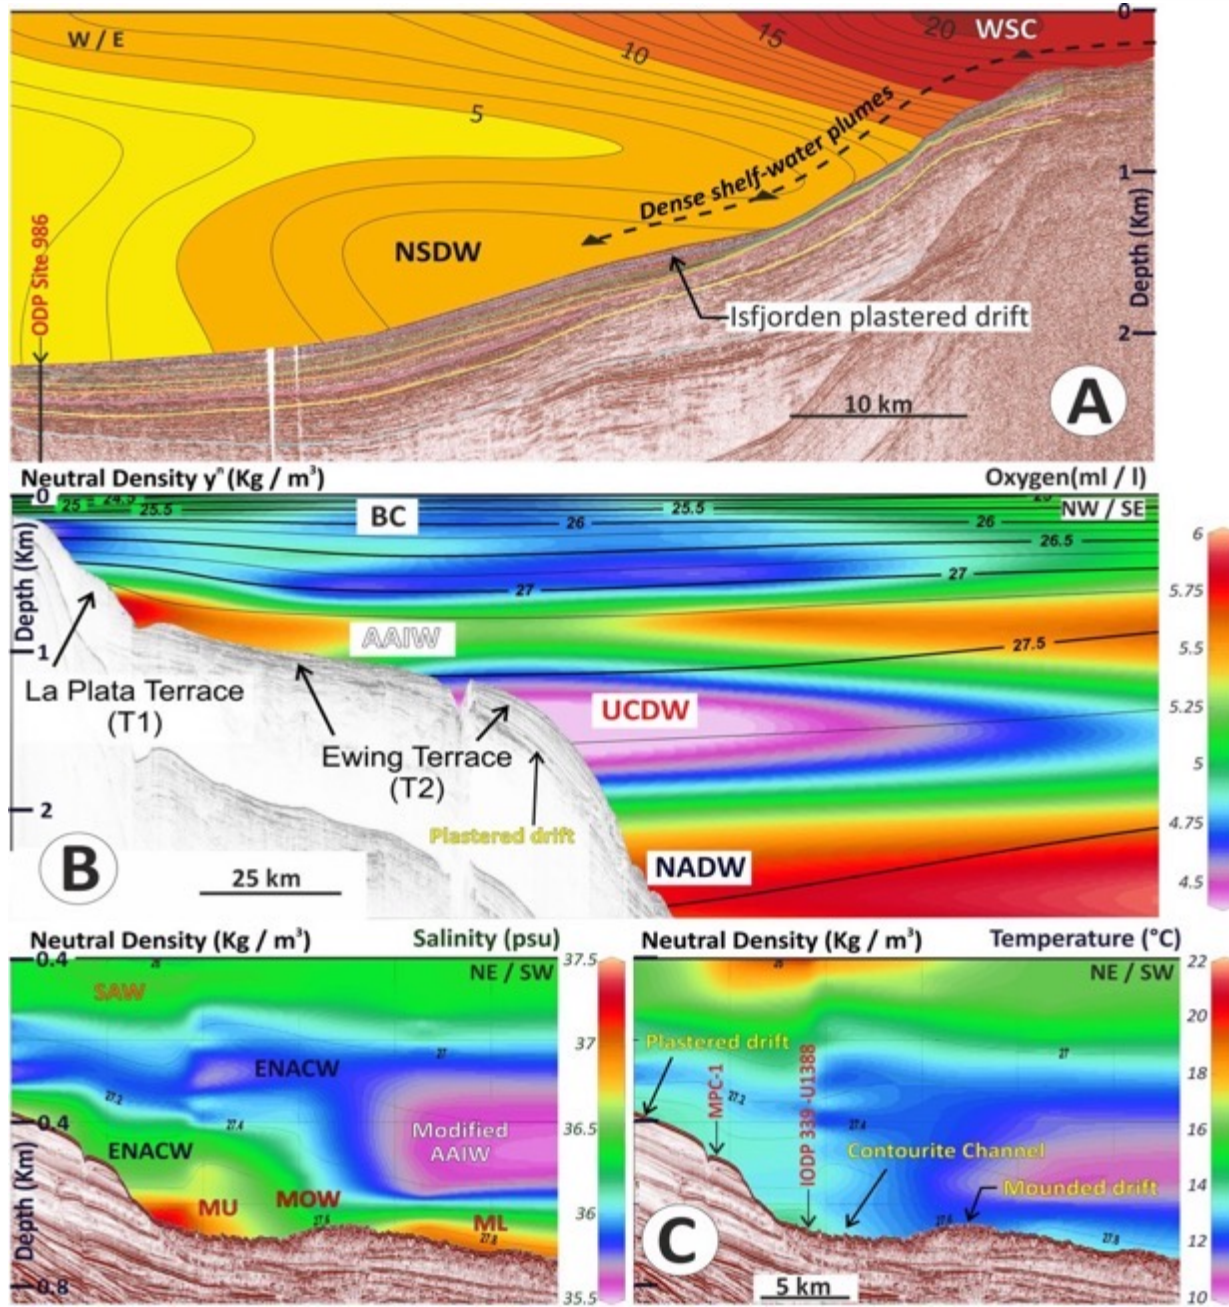 W / E
10
15
20
WSC
0
5
Dense shelf-water plumes
1
NSDW
ODP Site 986
Depth (Km)
Isfjorden plastered drift
2
10 km
A
Neutral Density yⁿ (Kg / m³)
Oxygen(ml / l)
0
25
24.5
25.5
BC
25.5
26
25
26
NW / SE
26.5
27
27
6
5.75
5.5
5.25
5
4.75
4.5
Depth (Km)
AAIW
27.5
1
La Plata Terrace
(T1)
UCDW
Ewing Terrace
(T2)
2
Plastered drift
B
25 km
NADW
Neutral Density (Kg / m³)
Salinity (psu)
0.4
NE / SW
37.5
SAW
37
ENACW
27
27.2
0.4
27.4
ENACW
Modified
AAIW
36.5
MU
MOW
ML
36
27.6
27.8
Depth (Km)
0.8
35.5
Neutral Density (Kg / m³)
Temperature (°C)
NE / SW
22
20
18
16
14
12
10
Plastered drift
MPC-1
IODP 339 -U1388
27
27.2
27.4
Contourite Channel
Mounded drift
27.6
27.8
C
5 km